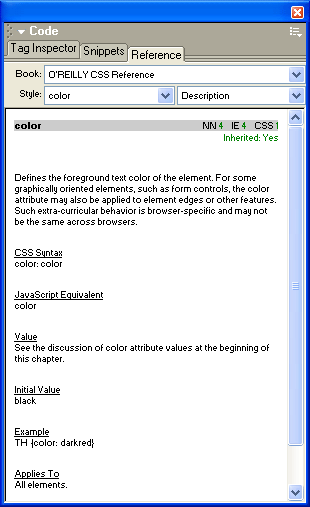 Code
Tag Inspector Snippets Reference
Book: O'REILLY CSS Reference
Style: color Description
color NN 4 IE 4 CSS 1
Inherited: Yes
Defines the foreground text color of the element. For some
graphically oriented elements, such as form controls, the color
attribute may also be applied to element edges or other features.
Such extra-curricular behavior is browser-specific and may not
be the same across browsers.
CSS Syntax
color: color
JavaScript Equivalent
color
Value
See the discussion of color attribute values at the beginning of
this chapter.
Initial Value
black
Example
TH {color: darkred}
Applies To
All elements.